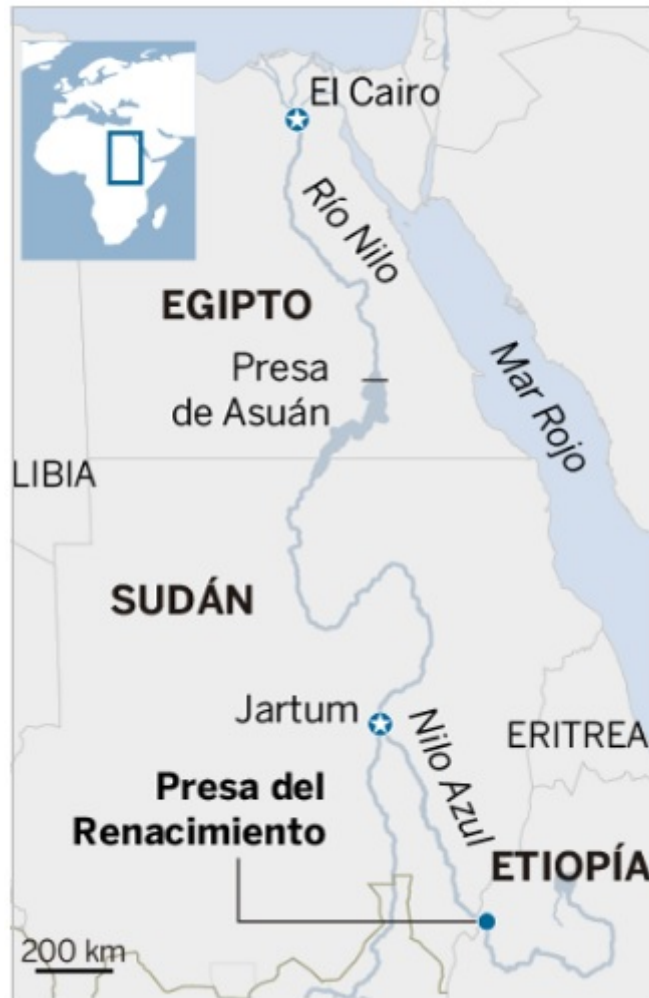 El Cairo
Río Nilo
EGIPTO
Presa
de Asuán
Mar Rojo
LIBIA
SUDÁN
Jartum
Nilo Azul
ERITREA
Presa del
Renacimiento
ETIOPÍA
200 km